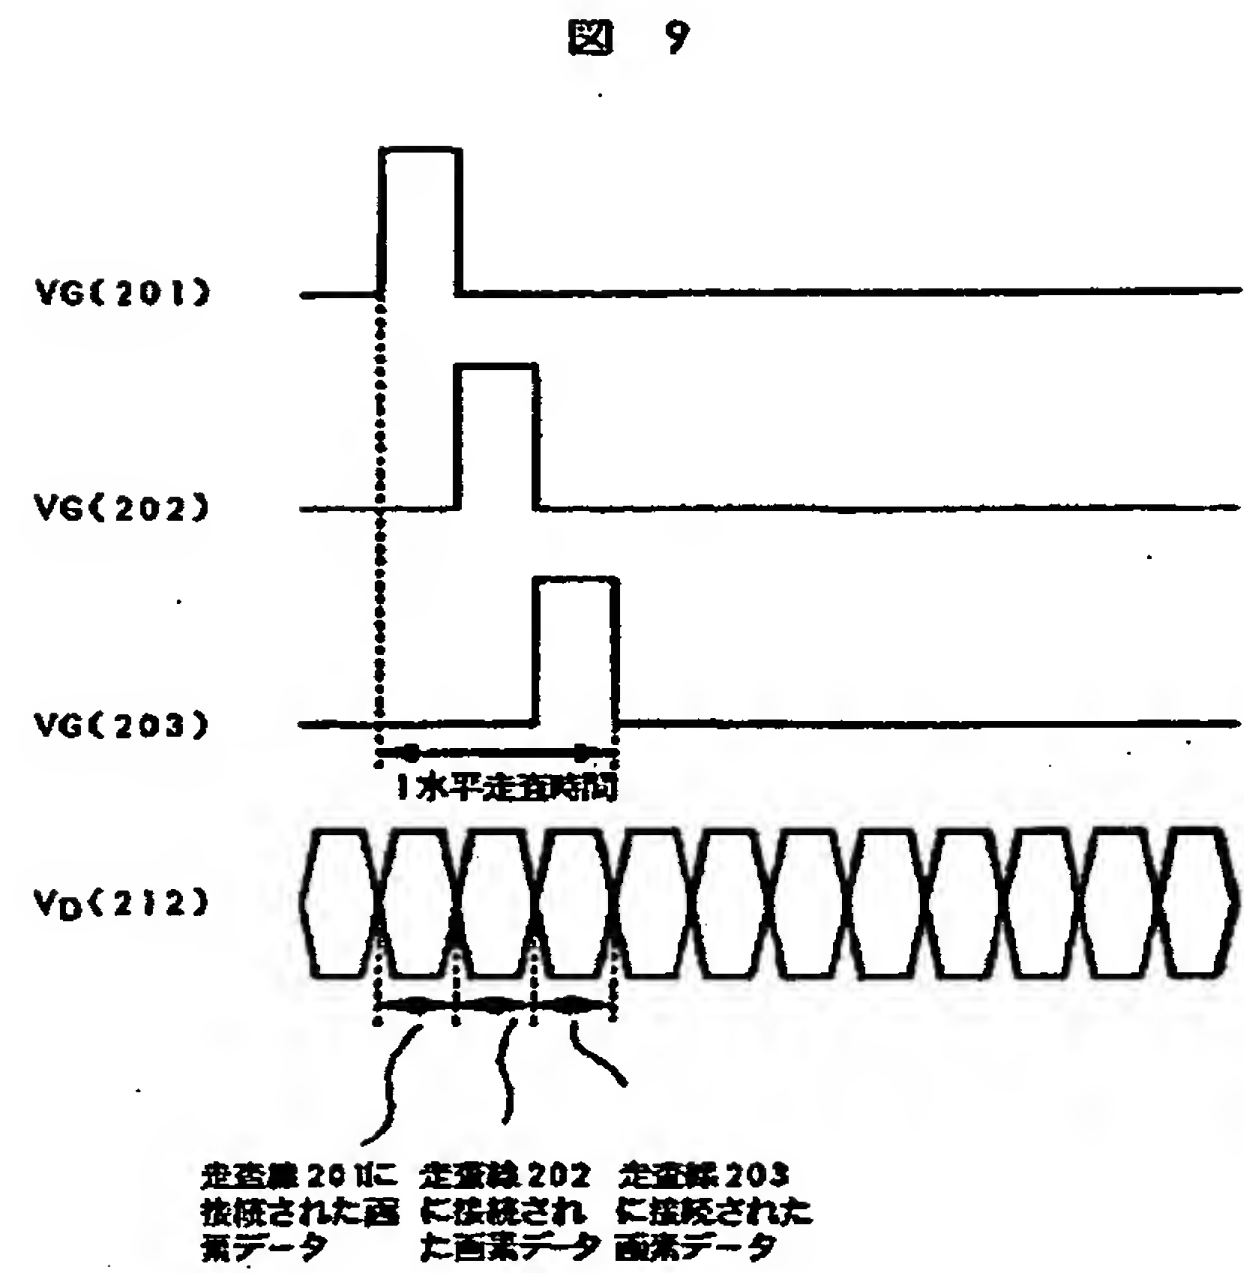 図 9
VG(201)
VG(202)
VG(203)
1水平走査時間
VD(212)
走査線201に
接続された画
素データ
走査線202
に接続され
た画素データ
走査線203
に接続された
画素データ